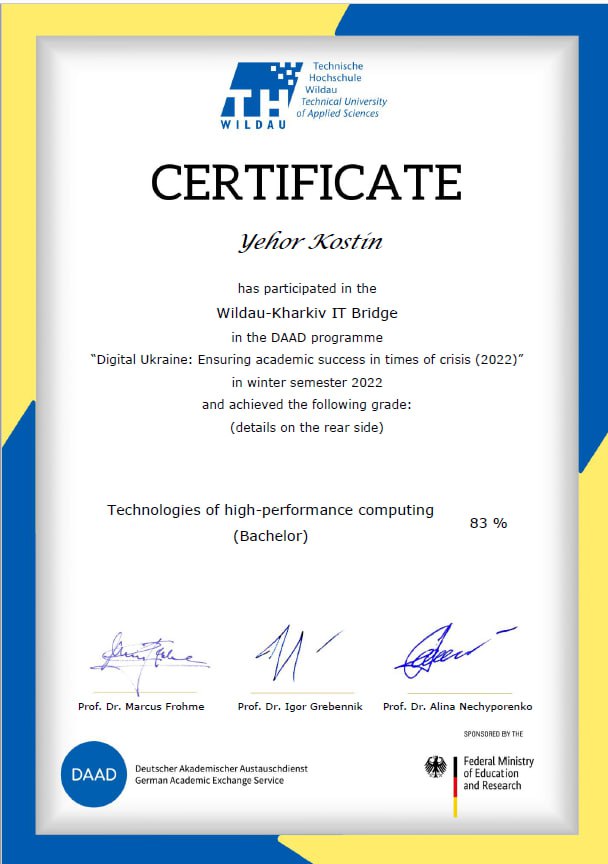 Technische
Hochschule
Wildau
Technical University
of Applied Sciences
TH
WILDAU
CERTIFICATE
Yehor Kostin
has participated in the
Wildau-Kharkiv IT Bridge
in the DAAD programme
“Digital Ukraine: Ensuring academic success in times of crisis (2022)”
in winter semester 2022
and achieved the following grade:
(details on the rear side)
Technologies of high-performance computing
(Bachelor)
83 %
Prof. Dr. Marcus Frohme
Prof. Dr. Igor Grebennik
Prof. Dr. Alina Nechyporenko
SPONSORED BY THE
DAAD
Deutscher Akademischer Austauschdienst
German Academic Exchange Service
Federal Ministry
of Education
and Research